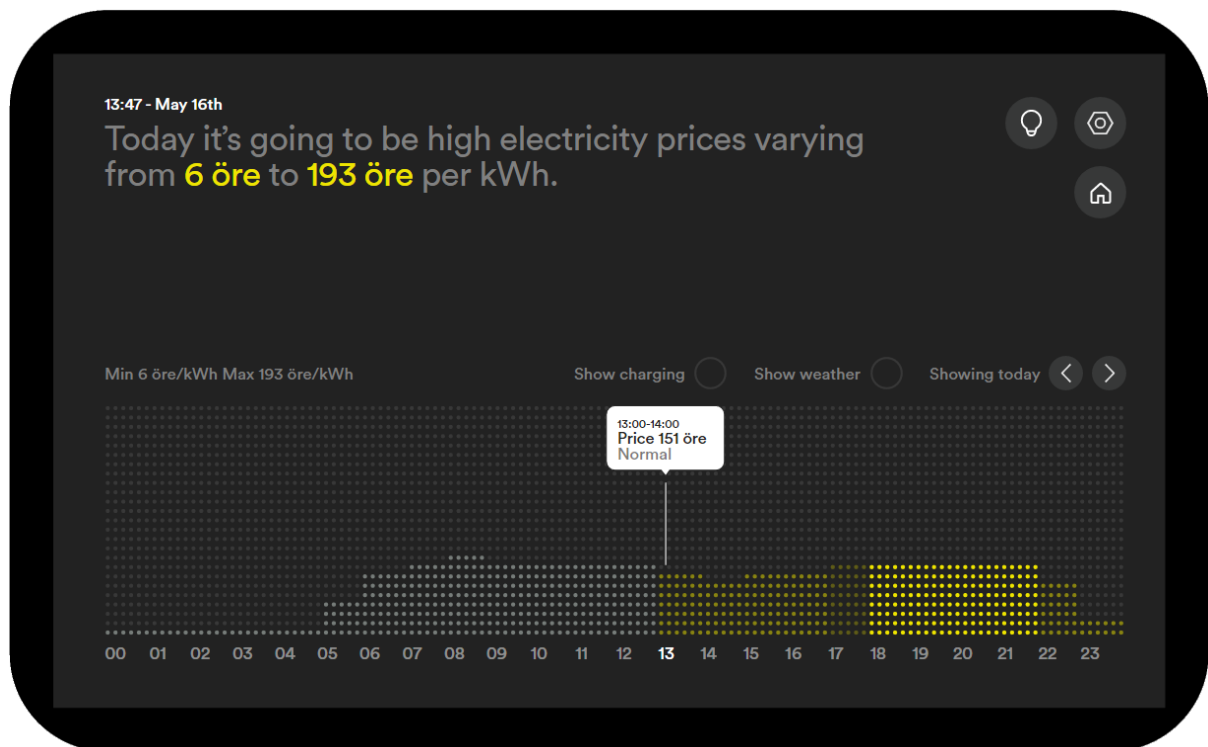 13:47 - May 16th
Today it's going to be high electricity prices varying
from 6 öre to 193 öre per kWh.
Min 6 öre/kWh Max 193 öre/kWh
Show charging
Show weather
Showing today
13:00-14:00
Price 151 öre
Normal
00 01 02 03 04 05 06 07 08 09 10 11 12 13 14 15 16 17 18 19 20 21 22 23